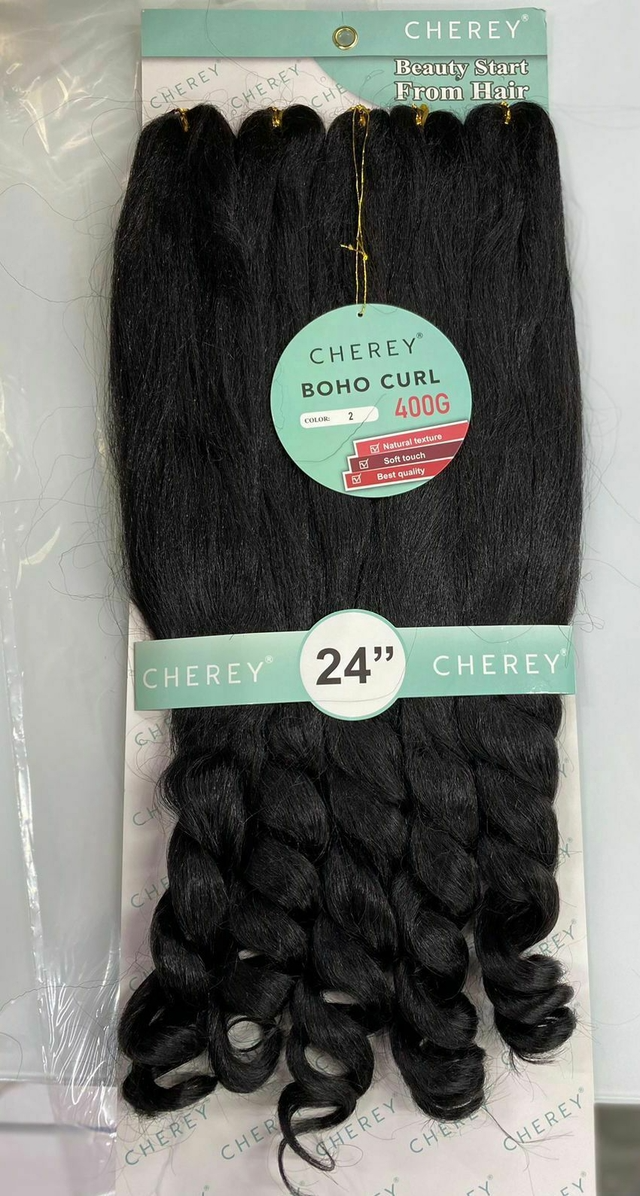 CHEREY®
Beauty Start
From Hair
CHEREY CHEREY
CHEREY®
BOHO CURL
COLOR: 2 400G
Natural texture
Soft touch
Best quality
CHEREY® 24” CHEREY®
CHEREY CHEREY